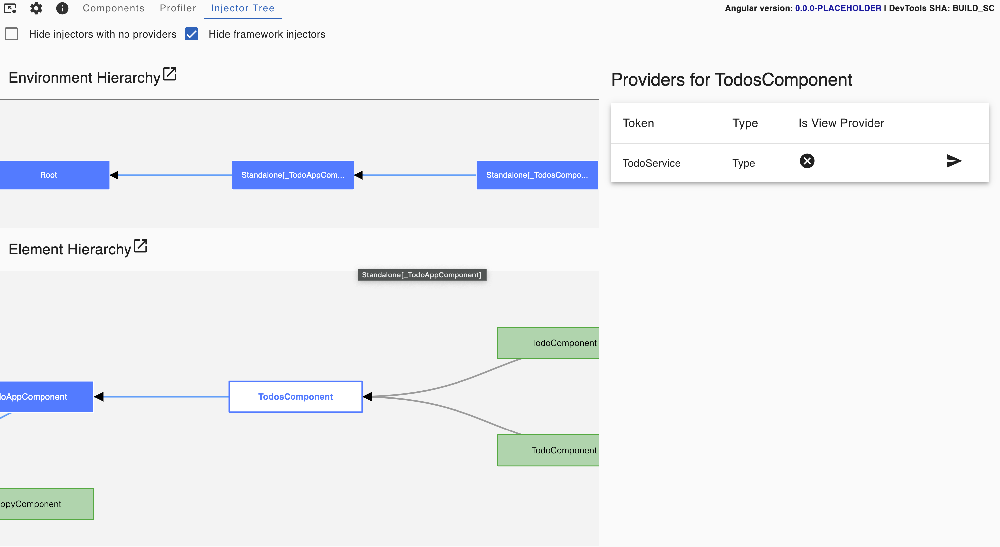 Components Profiler Injector Tree
Angular version: 0.0.0-PLACEHOLDER | DevTools SHA: BUILD_SC
Hide injectors with no providers Hide framework injectors
Environment Hierarchy
Root
Standalone[_TodoAppCom...
Standalone[_TodosCompo...
Element Hierarchy
Standalone[_TodoAppComponent]
TodoComponent
doAppComponent
TodosComponent
TodoComponent
ppyComponent
Providers for TodosComponent
Token Type Is View Provider
TodoService Type